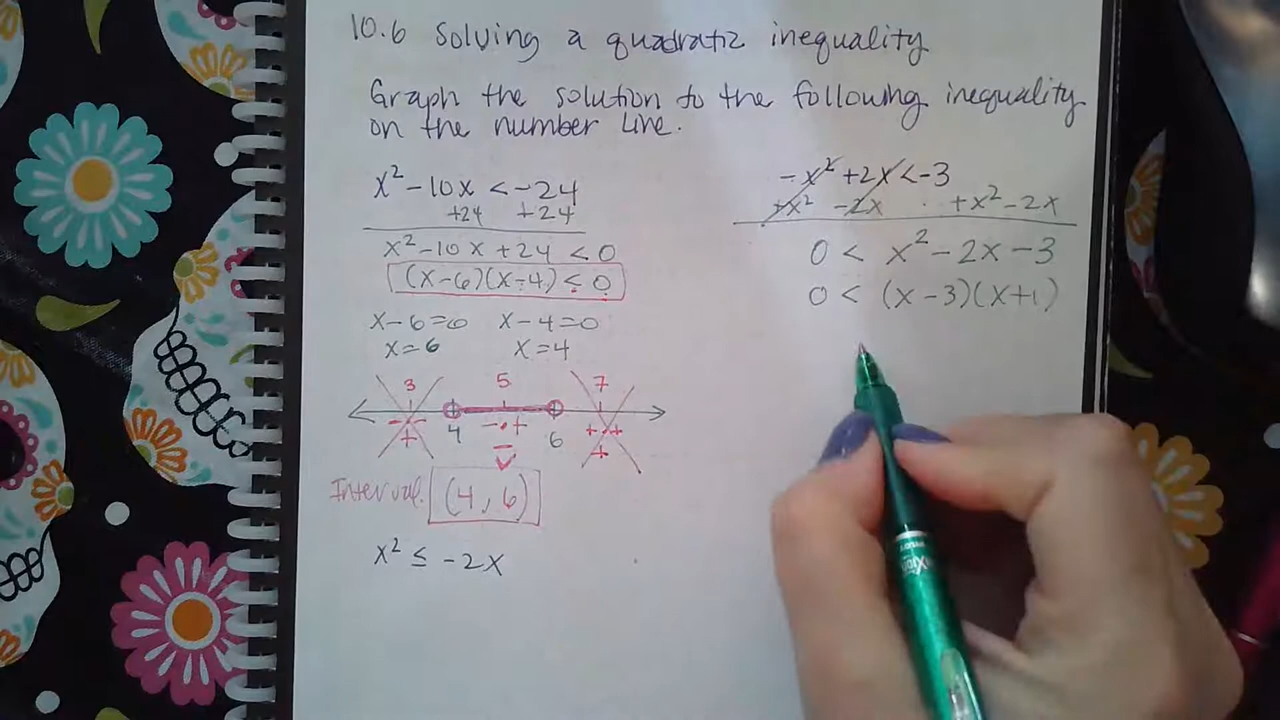 10.6 Solving a quadratic inequality
Graph the solution to the following inequality
on the number line.
x² -10x < -24
+24 +24
x² -10x +24 < 0
(x-6)(x-4) < 0
x-6=0 x-4=0
x=6 x=4
3 5 7
4 -·+ 6 +·+
+ - +
Interval: (4, 6)
x² ≤ -2x
-x² +2x < -3
+x² -2x +x² -2x
0 < x² -2x -3
0 < (x-3)(x+1)